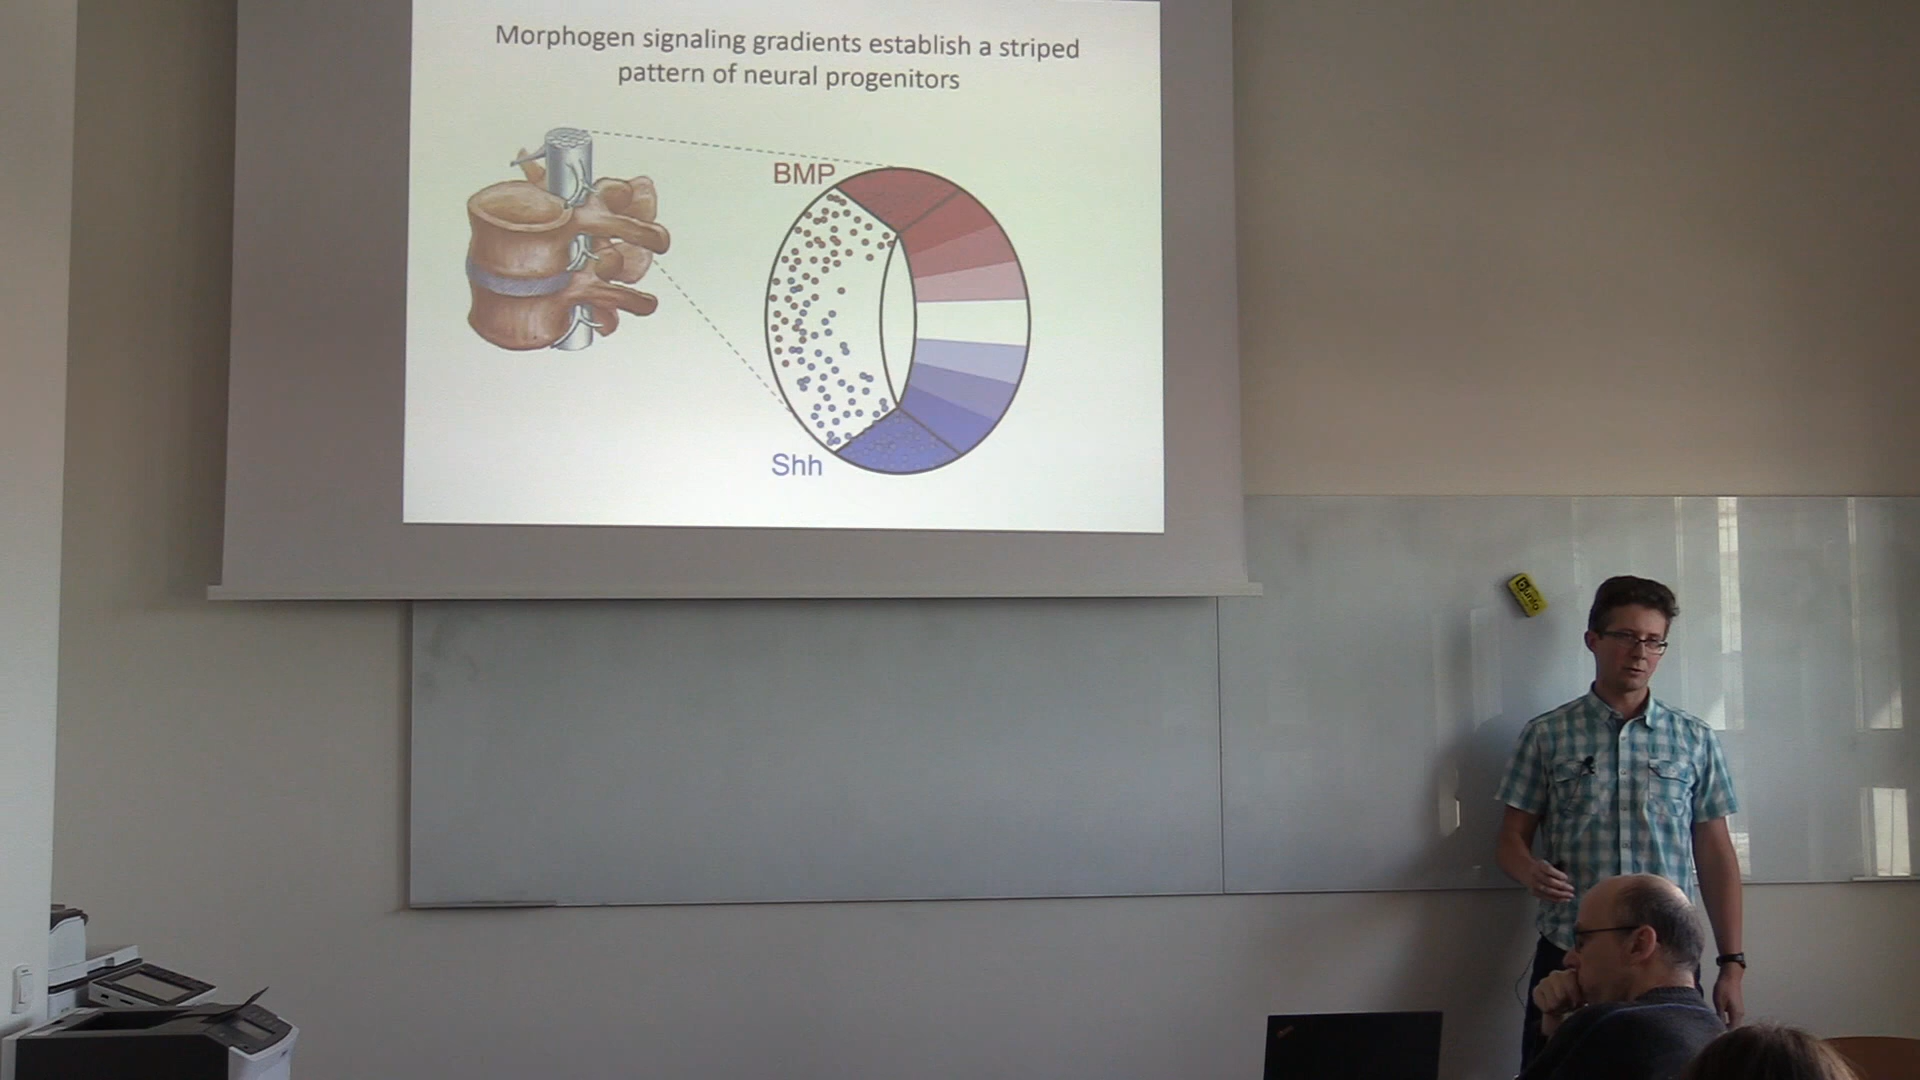 Morphogen signaling gradients establish a striped
pattern of neural progenitors
BMP
Shh